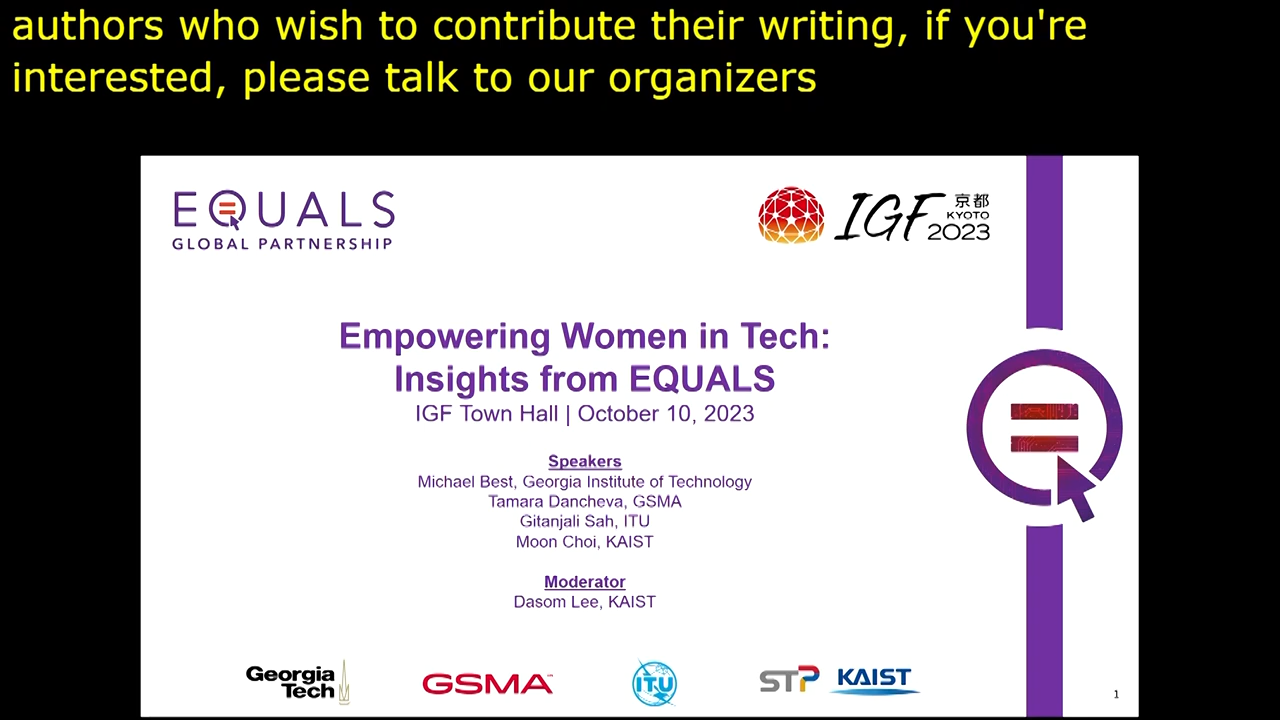 authors who wish to contribute their writing, if you're
interested, please talk to our organizers
EQUALS
GLOBAL PARTNERSHIP
IGF 京都
KYOTO
2023
Empowering Women in Tech:
Insights from EQUALS
IGF Town Hall | October 10, 2023
Speakers
Michael Best, Georgia Institute of Technology
Tamara Dancheva, GSMA
Gitanjali Sah, ITU
Moon Choi, KAIST
Moderator
Dasom Lee, KAIST
Georgia
Tech
GSMA™
ITU
STP KAIST
1